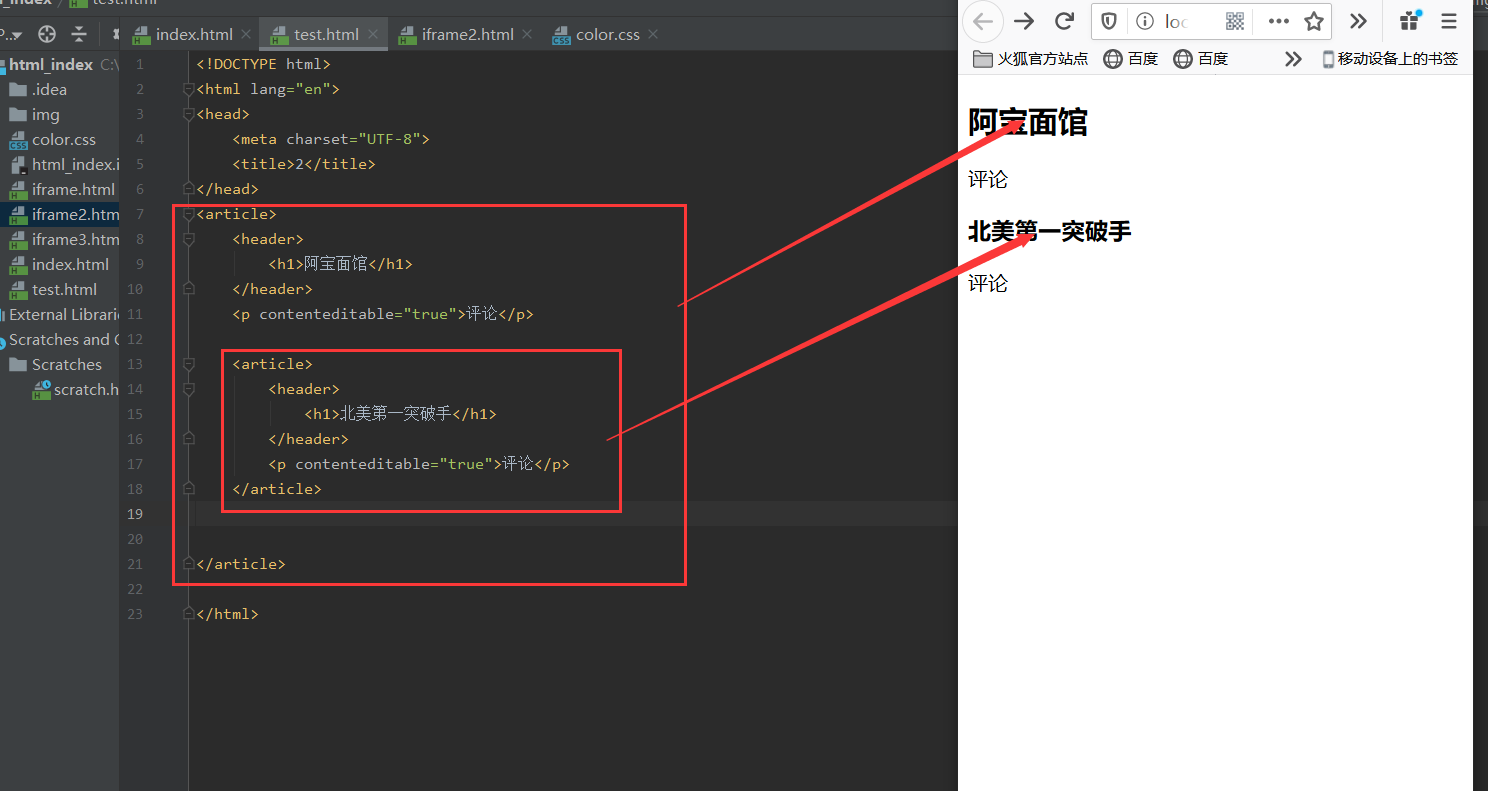 test.html
index.html
test.html
iframe2.html
color.css
html_index C:\
.idea
img
color.css
html_index.i
iframe.html
iframe2.htm
iframe3.htm
index.html
test.html
External Librari
Scratches and C
Scratches
scratch.h
1 <!DOCTYPE html>
2 <html lang="en">
3 <head>
4 <meta charset="UTF-8">
5 <title>2</title>
6 </head>
7 <article>
8 <header>
9 <h1>阿宝面馆</h1>
10 </header>
11 <p contenteditable="true">评论</p>
12
13 <article>
14 <header>
15 <h1>北美第一突破手</h1>
16 </header>
17 <p contenteditable="true">评论</p>
18 </article>
19
20
21 </article>
22
23 </html>
loc
火狐官方站点 百度 百度 移动设备上的书签
阿宝面馆
评论
北美第一突破手
评论